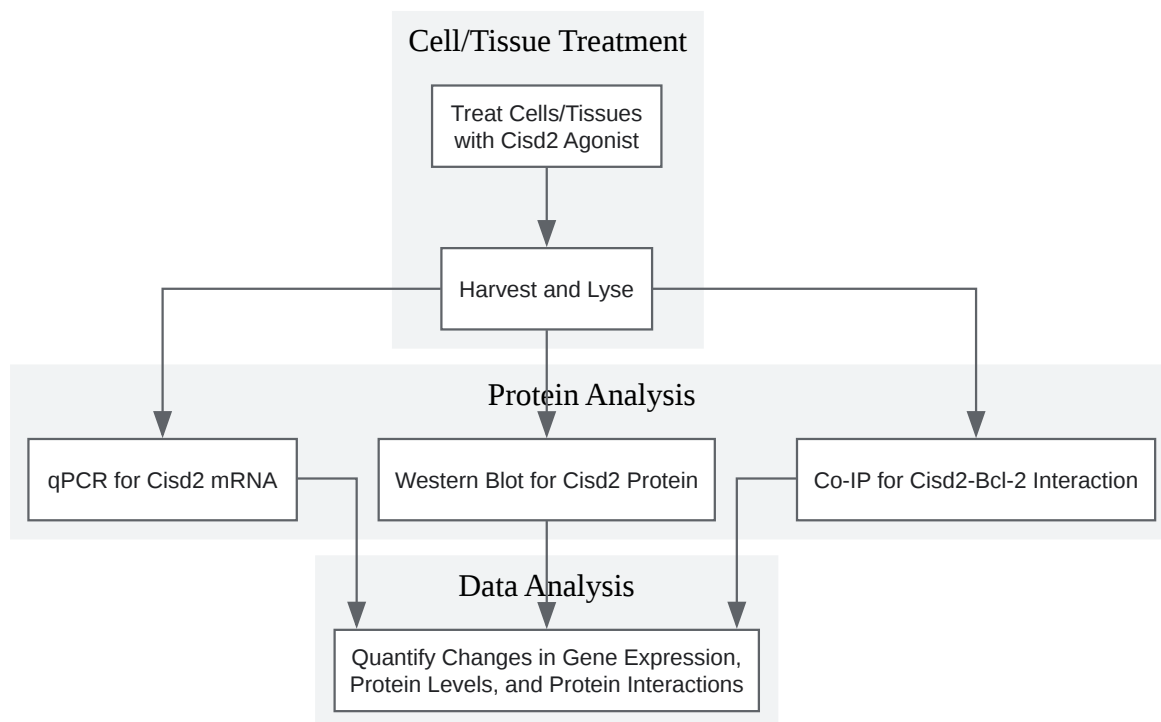 Cell/Tissue Treatment
Treat Cells/Tissues
with Cisd2 Agonist
Harvest and Lyse
Protein Analysis
qPCR for Cisd2 mRNA
Western Blot for Cisd2 Protein
Co-IP for Cisd2-Bcl-2 Interaction
Data Analysis
Quantify Changes in Gene Expression,
Protein Levels, and Protein Interactions